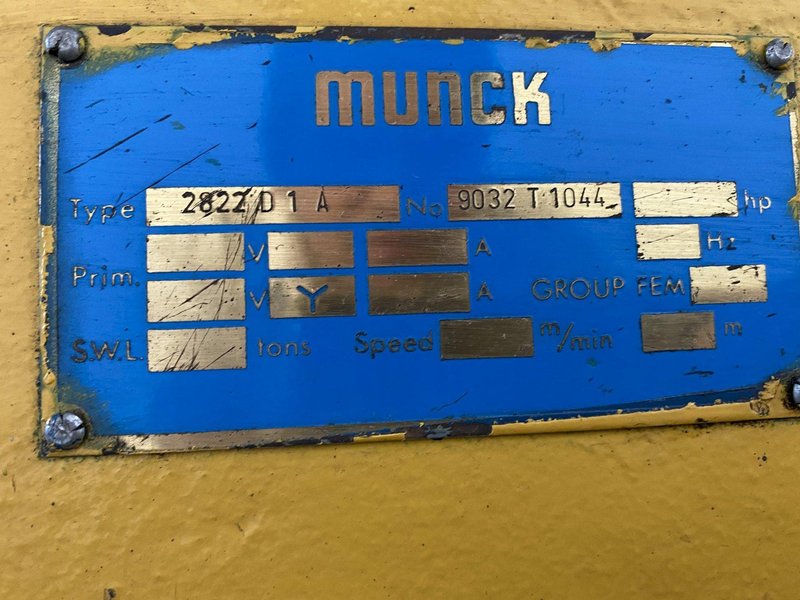 MUNCK
Type 2822 D 1 A No 9032 T 1044 hp
V A Hz
Prim.
V Y A GROUP FEM
S.W.L. tons Speed m/min m